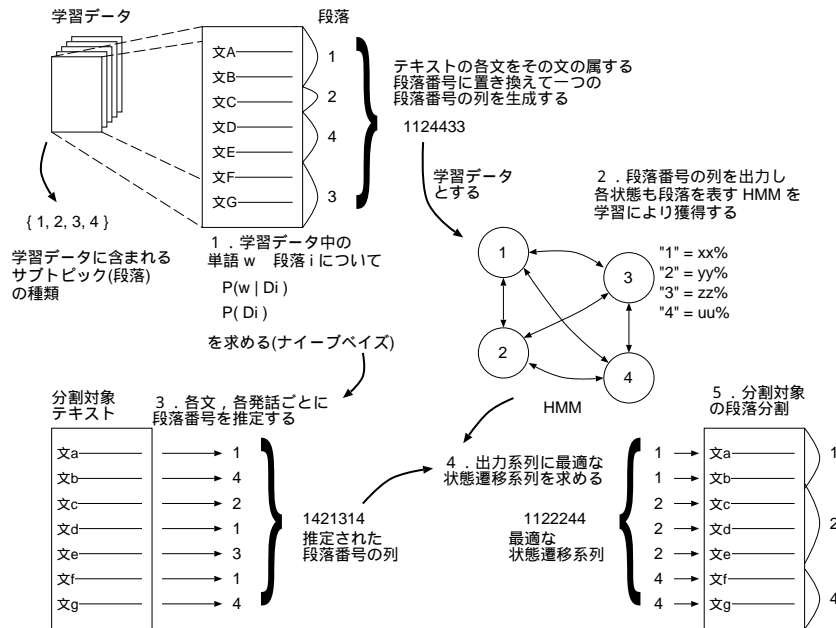 学習データ
段落
文A
文B
文C
文D
文E
文F
文G
1
2
4
3
テキストの各文をその文の属する
段落番号に置き換えて一つの
段落番号の列を生成する
1124433
学習データ
とする
{ 1, 2, 3, 4 }
学習データに含まれる
サブトピック(段落)
の種類
1．学習データ中の
単語 w　段落 i について
P(w | Di )
P( Di )
を求める(ナイーブベイズ)
2．段落番号の列を出力し
各状態も段落を表す HMM を
学習により獲得する
1
2
3
4
"1" = xx%
"2" = yy%
"3" = zz%
"4" = uu%
HMM
分割対象
テキスト
3．各文，各発話ごとに
段落番号を推定する
文a 1
文b 4
文c 2
文d 1
文e 3
文f 1
文g 4
1421314
推定された
段落番号の列
4．出力系列に最適な
状態遷移系列を求める
1122244
最適な
状態遷移系列
5．分割対象
の段落分割
1 文a
1 文b
2 文c
2 文d
2 文e
4 文f
4 文g
1
2
4